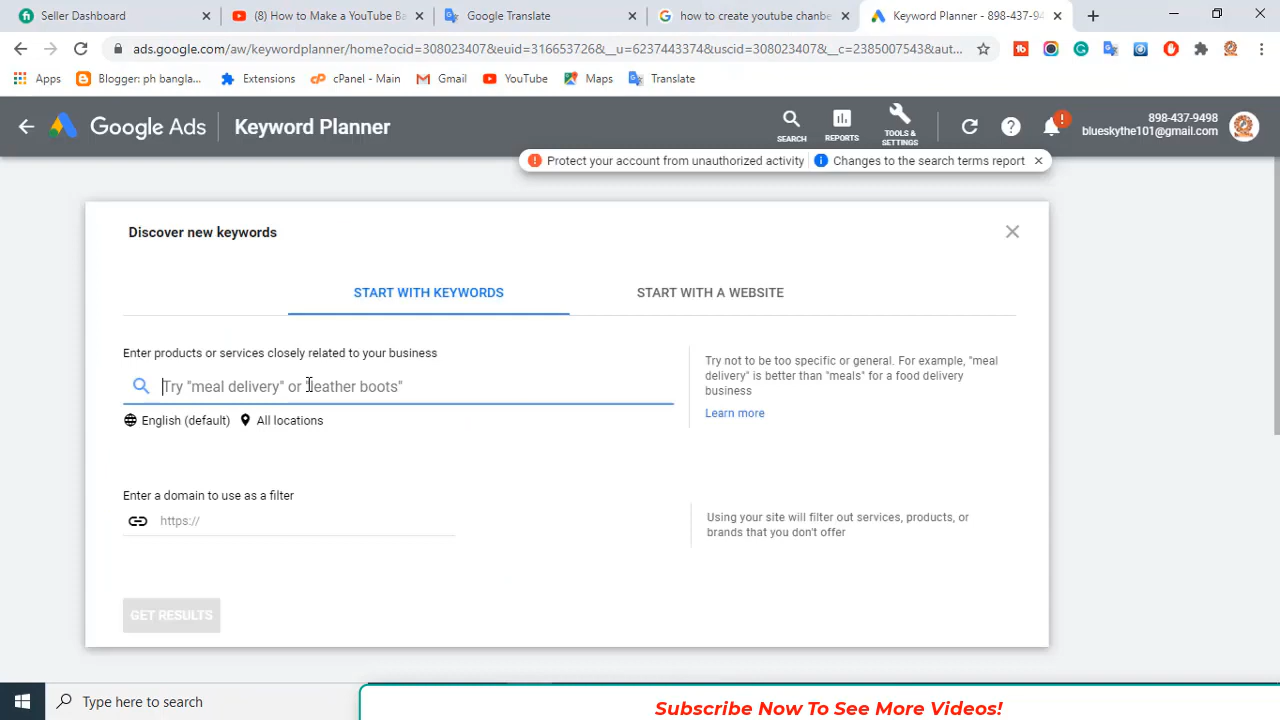 Seller Dashboard
(8) How to Make a YouTube Ba
Google Translate
how to create youtube chanbe
Keyword Planner - 898-437-94
ads.google.com/aw/keywordplanner/home?ocid=308023407&euid=316653726&__u=6237443374&uscid=308023407&__c=2385007543&aut...
Apps
Blogger: ph bangla...
Extensions
cPanel - Main
Gmail
YouTube
Maps
Translate
Google Ads
Keyword Planner
SEARCH
REPORTS
TOOLS & SETTINGS
898-437-9498
blueskythe101@gmail.com
Protect your account from unauthorized activity
Changes to the search terms report
Discover new keywords
START WITH KEYWORDS
START WITH A WEBSITE
Enter products or services closely related to your business
Try "meal delivery" or "leather boots"
English (default)
All locations
Try not to be too specific or general. For example, "meal
delivery" is better than "meals" for a food delivery
business
Learn more
Enter a domain to use as a filter
https://
Using your site will filter out services, products, or
brands that you don't offer
GET RESULTS
Type here to search
Subscribe Now To See More Videos!